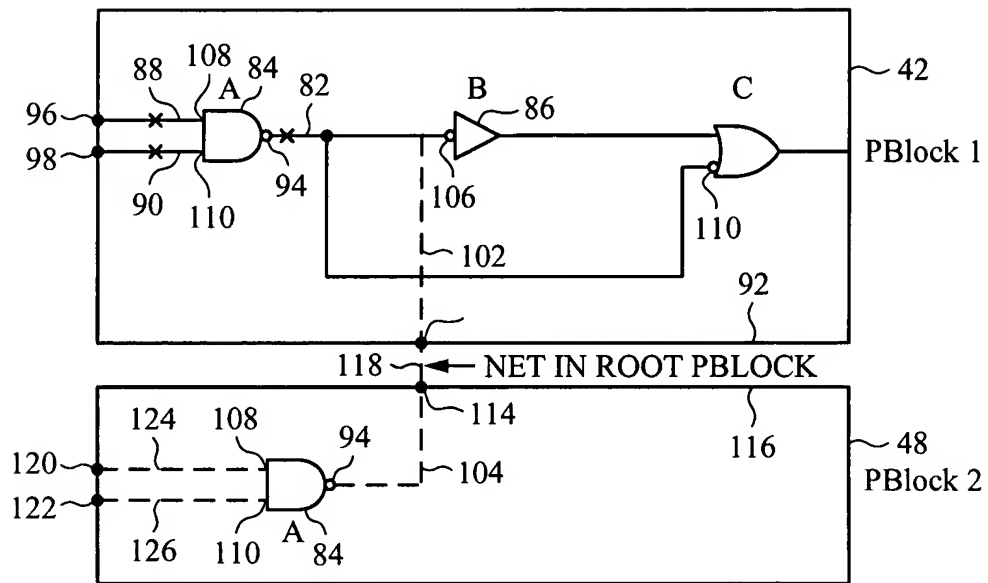 108 A 84 B C
88 82 86 42
96
98 PBlock 1
90 94 106 110
110
102
92
118 NET IN ROOT PBLOCK
124 108 94 114 116 48
120 104 PBlock 2
122
126 110 A 84